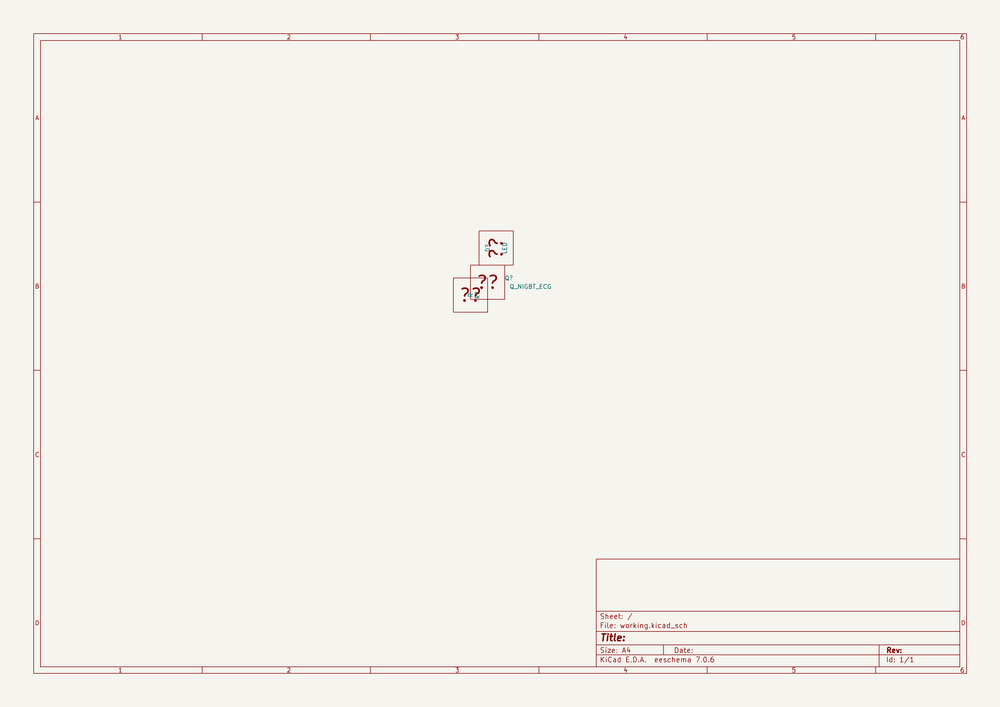 1 2 3 4 5 6
A A
D?
LED
??
??
Q?
B B
Q_NIGBT_ECG
??
C C
Sheet: /
File: working.kicad_sch
D D
Title:
Size: A4 Date: Rev:
KiCad E.D.A. eeschema 7.0.6 Id: 1/1
1 2 3 4 5 6